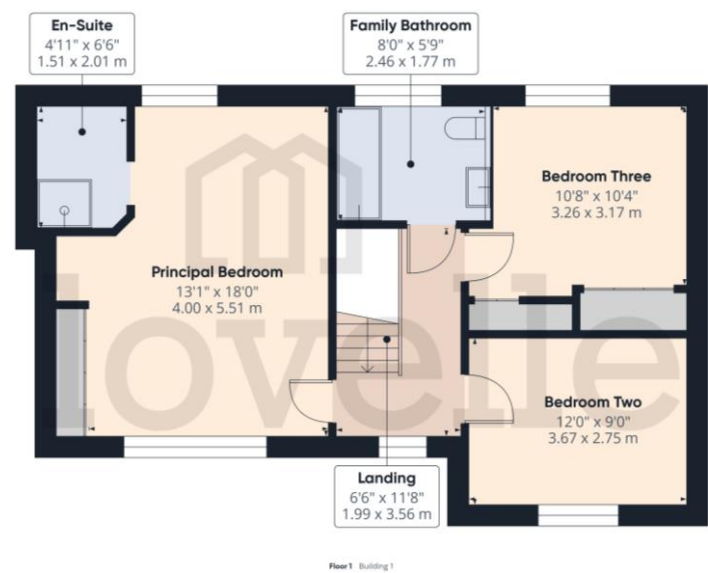 En-Suite
4'11" x 6'6"
1.51 x 2.01 m
Family Bathroom
8'0" x 5'9"
2.46 x 1.77 m
Bedroom Three
10'8" x 10'4"
3.26 x 3.17 m
Principal Bedroom
13'1" x 18'0"
4.00 x 5.51 m
lovelle
Bedroom Two
12'0" x 9'0"
3.67 x 2.75 m
Landing
6'6" x 11'8"
1.99 x 3.56 m
Floor 1 Building 1